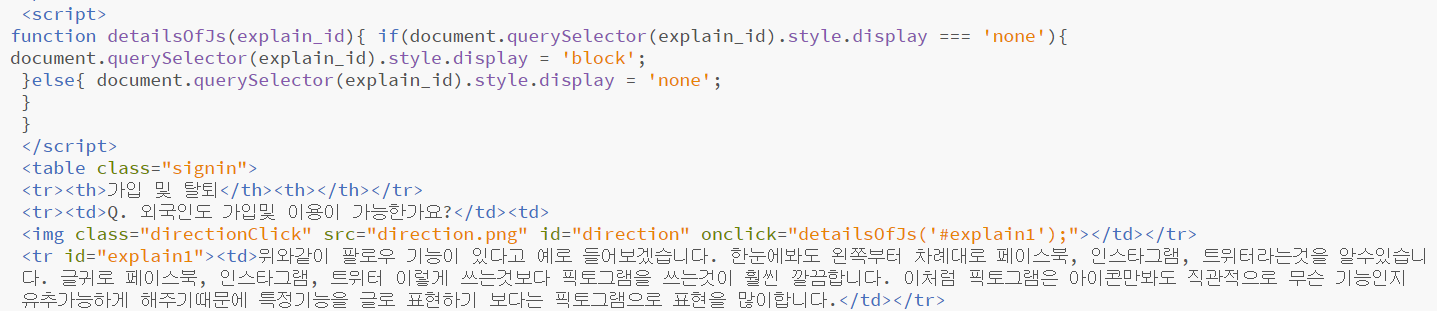 <script>
function detailsOfJs(explain_id){ if(document.querySelector(explain_id).style.display === 'none'){
document.querySelector(explain_id).style.display = 'block';
}else{ document.querySelector(explain_id).style.display = 'none';
}
}
</script>
<table class="signin">
<tr><th>가입 및 탈퇴</th><th></th></tr>
<tr><td>Q. 외국인도 가입및 이용이 가능한가요?</td><td>
<img class="directionClick" src="direction.png" id="direction" onclick="detailsOfJs('#explain1');"></td></tr>
<tr id="explain1"><td>위와같이 팔로우 기능이 있다고 예로 들어보겠습니다. 한눈에봐도 왼쪽부터 차례대로 페이스북, 인스타그램, 트위터라는것을 알수있습니
다. 글귀로 페이스북, 인스타그램, 트위터 이렇게 쓰는것보다 픽토그램을 쓰는것이 훨씬 깔끔합니다. 이처럼 픽토그램은 아이콘만봐도 직관적으로 무슨 기능인지
유추가능하게 해주기때문에 특정기능을 글로 표현하기 보다는 픽토그램으로 표현을 많이합니다.</td></tr>